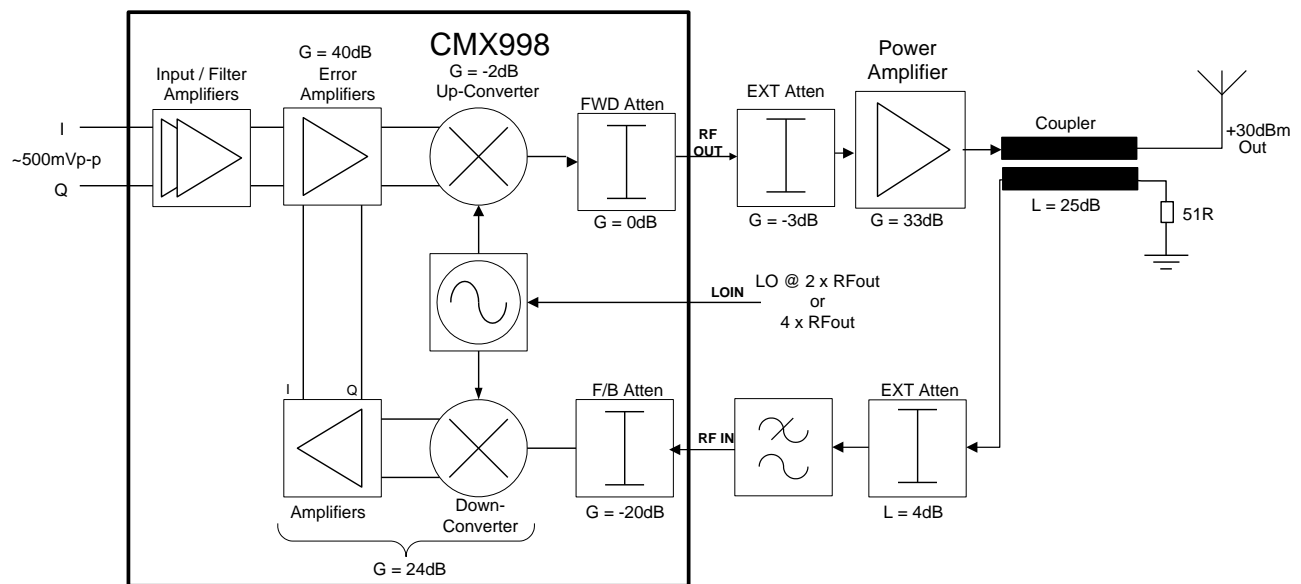 CMX998
G = -2dB
Up-Converter
G = 40dB
Error
Amplifiers
Input / Filter
Amplifiers
I
~500mVp-p
Q
FWD Atten
G = 0dB
RF
OUT
EXT Atten
G = -3dB
Power
Amplifier
G = 33dB
Coupler
L = 25dB
+30dBm
Out
51R
LOIN
LO @ 2 x RFout
or
4 x RFout
I
Q
Amplifiers
Down-
Converter
G = 24dB
F/B Atten
G = -20dB
RF IN
EXT Atten
L = 4dB